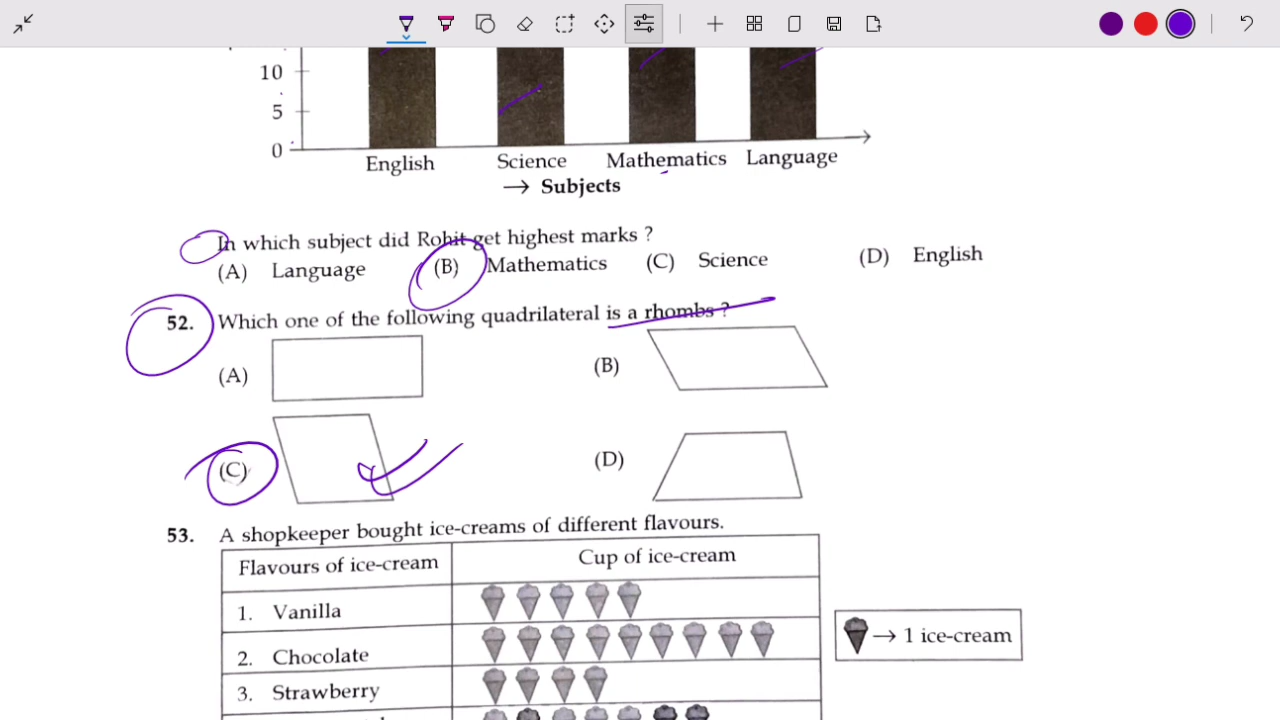 10
5
0
English Science Mathematics Language
→ Subjects
In which subject did Rohit get highest marks ?
(A) Language (B) Mathematics (C) Science (D) English
52. Which one of the following quadrilateral is a rhombs ?
(A) (B)
(C) (D)
53. A shopkeeper bought ice-creams of different flavours.
Flavours of ice-cream Cup of ice-cream
1. Vanilla
→ 1 ice-cream
2. Chocolate
3. Strawberry